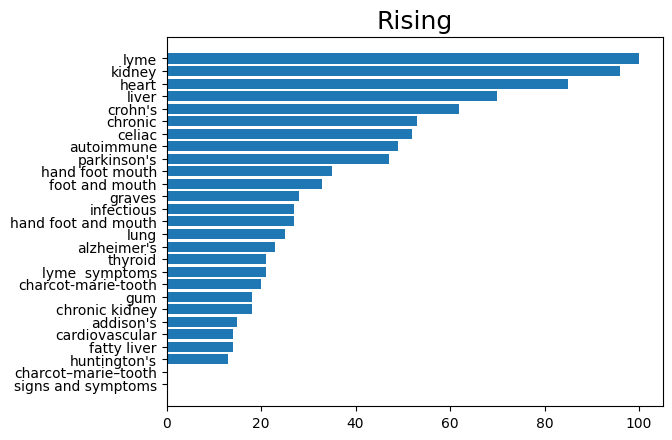 Rising
lyme
kidney
heart
liver
crohn's
chronic
celiac
autoimmune
parkinson's
hand foot mouth
foot and mouth
graves
infectious
hand foot and mouth
lung
alzheimer's
thyroid
lyme  symptoms
charcot-marie-tooth
gum
chronic kidney
addison's
cardiovascular
fatty liver
huntington's
charcot–marie–tooth
signs and symptoms
0 20 40 60 80 100